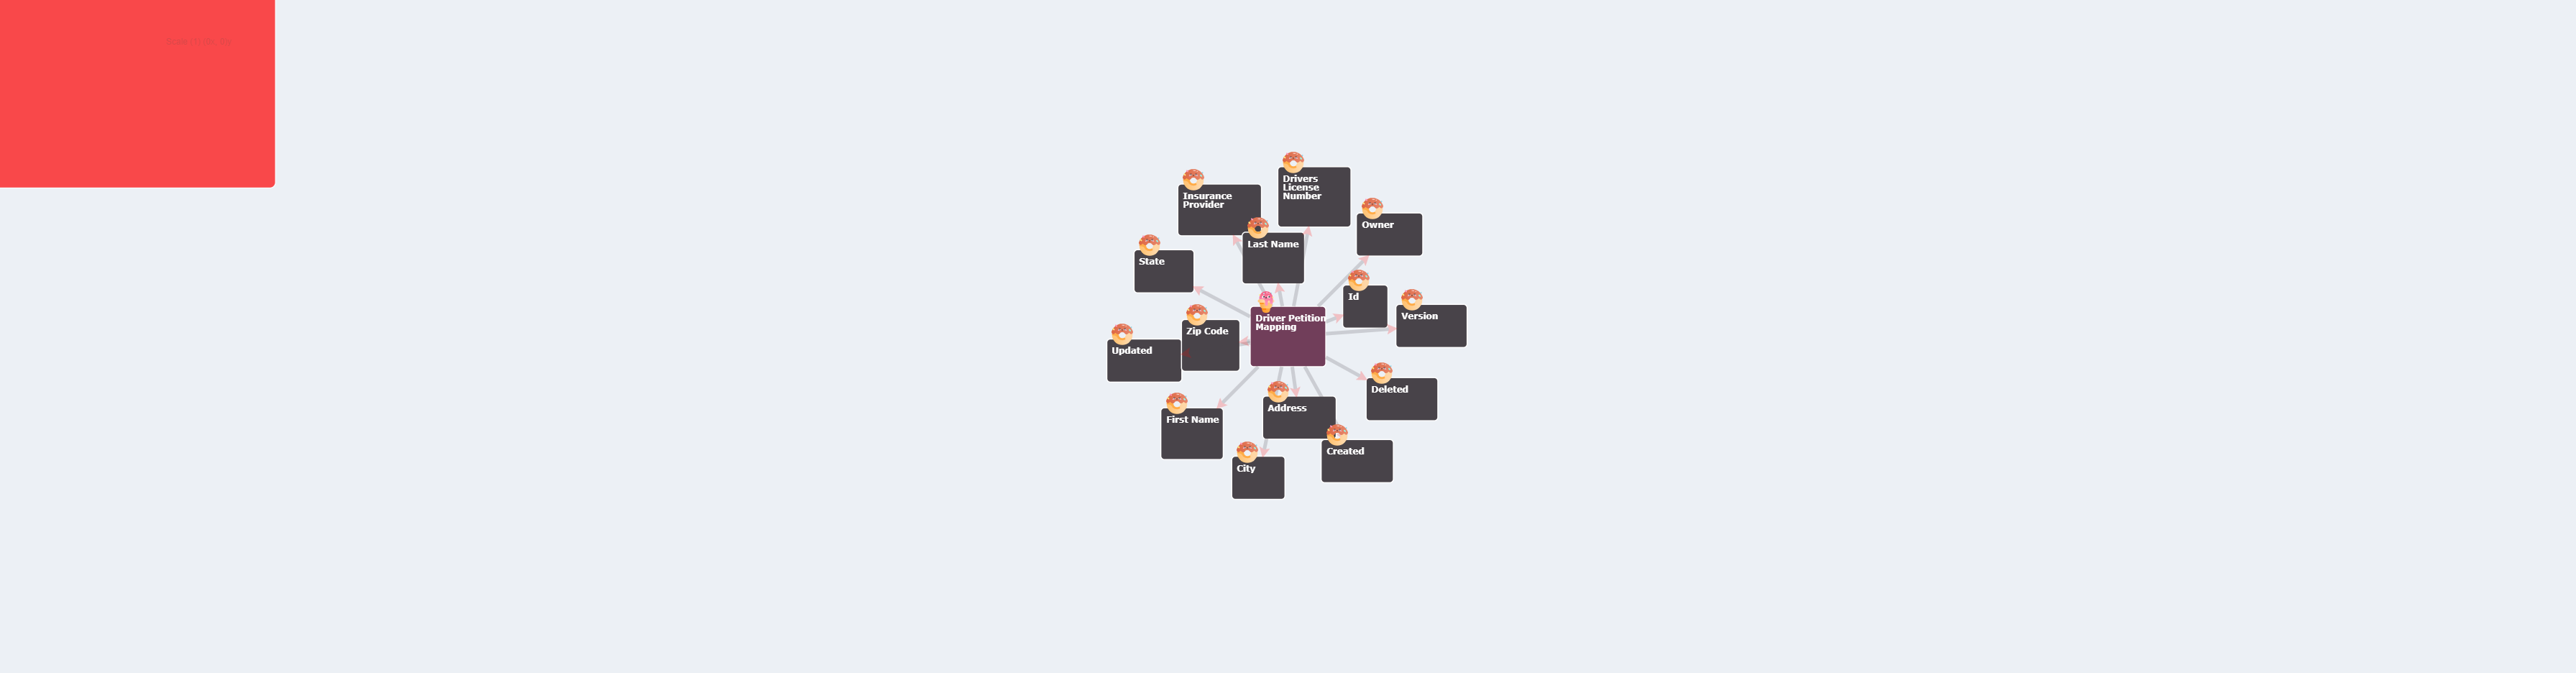 Drivers
License
Number
Insurance
Provider
Owner
Last Name
State
Id
Version
Driver Petition
Mapping
Zip Code
Updated
Deleted
Address
First Name
Created
City